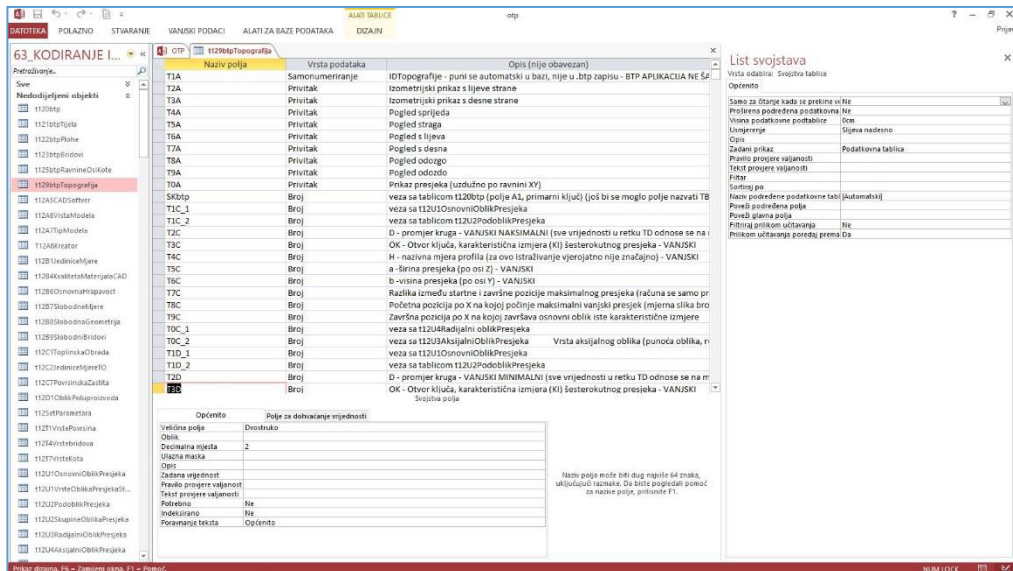 ALATI TABLICE
otp
DATOTEKA POLAZNO STVARANJE VANJSKI PODACI ALATI ZA BAZE PODATAKA DIZAJN
Prijav
63_KODIRANJE I...
Pretraživanje..
Sve
Nedodijeljeni objekti
t120btp
t121btpTijela
t122btpPlohe
t123btpBridovi
t125btpRavnineOsiKote
t129btpTopografija
t12A5CADSoftver
t12A6VrstaModela
t12A7TipModela
T12A8Kreator
t12B1JediniceMjere
t12B4KvalitetaMaterijalaCAD
t12B6OsnovnaHrapavost
t12B7SlobodneMjere
t12B8SlobodnaGeometrija
t12B9SlobodniBridovi
t12C1ToplinskaObrada
t12C2JediniceMjereTO
t12C7PovrsinskaZastita
t12D1OblikPoluproizvoda
t12SetParametara
t12T1VrstePovrsina
t12T4Vrstebridova
t12T7VrsteKota
t12U1OsnovniOblikPresjeka
t12U1VrsteOblikaPresjekaSt...
t12U2PodoblikPresjeka
t12U2SkupineOblikaPresjeka
t12U3RadijalniOblikPresjeka
t12U4AksijalniOblikPresjeka
OTP t129btpTopografija
Naziv polja Vrsta podataka Opis (nije obavezan)
T1A Samonumeriranje IDTopografije - puni se automatski u bazi, nije u .btp zapisu - BTP APLIKACIJA NE ŠA
T2A Privitak Izometrijski prikaz s lijeve strane
T3A Privitak Izometrijski prikaz s desne strane
T4A Privitak Pogled sprijeda
T5A Privitak Pogled straga
T6A Privitak Pogled s lijeva
T7A Privitak Pogled s desna
T8A Privitak Pogled odozgo
T9A Privitak Pogled odozdo
T0A Privitak Prikaz presjeka (uzdužno po ravnini XY)
SKbtp Broj veza sa tablicom t120btp (polje A1, primarni ključ) (još bi se moglo polje nazvati TB
T1C_1 Broj veza sa t12U1OsnovniOblikPresjeka
T1C_2 Broj veza sa tablicom t12U2PodoblikPresjeka
T2C Broj D - promjer kruga - VANJSKI NAKSIMALNI (sve vrijednosti u retku TD odnose se na
T3C Broj OK - Otvor ključa, karakteristična izmjera (KI) šesterokutnog presjeka - VANJSKI
T4C Broj H - nazivna mjera profila (za ovo istraživanje vjerojatno nije značajno) - VANJSKI
T5C Broj a -širina presjeka (po osi Z) - VANJSKI
T6C Broj b -visina presjeka (po osi Y) - VANJSKI
T7C Broj Razlika između startne i završne pozicije maksimalnog presjeka (računa se samo pr
T8C Broj Početna pozicija po X na kojoj počinje maksimalni vanjski presjek (mjerna slika bro
T9C Broj Završna pozicija po X na kojoj završava osnovni oblik iste karakteristične izmjere
T0C_1 Broj veza sa t12U4Radijalni oblikPresjeka
T0C_2 Broj veza sa t12U3AksijalniOblikPresjeka Vrsta aksijalnog oblika (punoća oblika, r
T1D_1 Broj veza sa t12U1OsnovniOblikPresjeka
T1D_2 Broj veza sa tablicom t12U2PodoblikPresjeka
T2D Broj D - promjer kruga - VANJSKI MINIMALNI (sve vrijednosti u retku TD odnose se na m
T3D Broj OK - Otvor ključa, karakteristična izmjera (KI) šesterokutnog presjeka - VANJSKI
Svojstva polja
Općenito Polje za dohvaćanje vrijednosti
Veličina polja Dvostruko
Oblik
Decimalna mjesta 2
Ulazna maska
Opis
Zadana vrijednost
Pravilo provjere valjanost
Tekst provjere valjanosti
Potrebno Ne
Indeksirano Ne
Poravnanje teksta Općenito
Naziv polja može biti dug najviše 64 znaka,
uključujući razmake. Da biste pogledali pomoć
za nazive polje, pritisnite F1.
List svojstava
Vrsta odabira: Svojstva tablice
Općenito
Samo za čitanje kada se prekine ve Ne
Proširena podređena podatkovna Ne
Visina podatkovne podtablice 0cm
Usmjerenje Slijeva nadesno
Opis
Zadani prikaz Podatkovna tablica
Pravilo provjere valjanosti
Tekst provjere valjanosti
Filtar
Sortiraj po
Naziv podređene podatkovne tabl [Automatski]
Poveži podređena polja
Poveži glavna polja
Filtriraj prilikom učitavanja Ne
Prilikom učitavanja poredaj prema Da
Prikaz dizajna. F6 = Zamijeni okna. F1 = Pomoć.
NUM LOCK